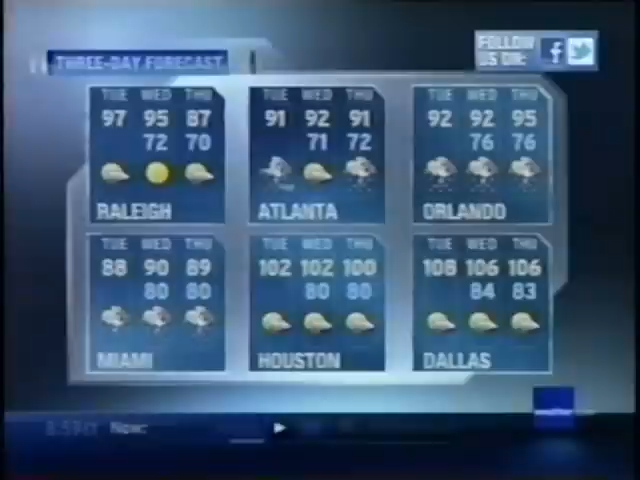 FOLLOW
US ON:
THREE-DAY FORECAST
TUE WED THU
97 95 87
72 70
RALEIGH
TUE WED THU
91 92 91
71 72
ATLANTA
TUE WED THU
92 92 95
76 76
ORLANDO
TUE WED THU
88 90 89
80 80
MIAMI
TUE WED THU
102 102 100
80 80
HOUSTON
TUE WED THU
108 106 106
84 83
DALLAS
Now: